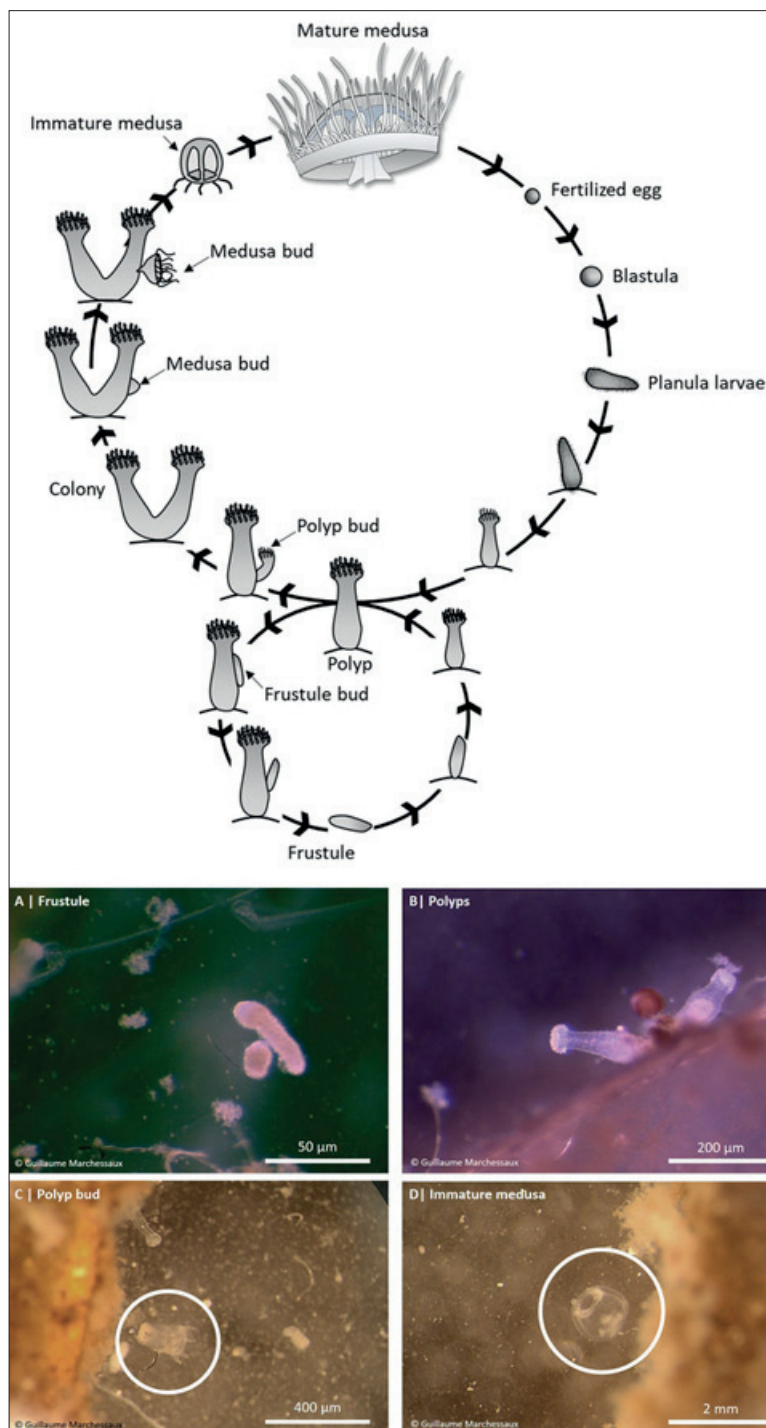 Mature medusa
Immature medusa
Fertilized egg
Medusa bud
Blastula
Medusa bud
Planula larvae
Colony
Polyp bud
Polyp
Frustule bud
Frustule
A | Frustule
50 µm
© Guillaume Marchessaux
B| Polyps
200 µm
© Guillaume Marchessaux
C | Polyp bud
400 µm
© Guillaume Marchessaux
D| Immature medusa
2 mm
© Guillaume Marchessaux